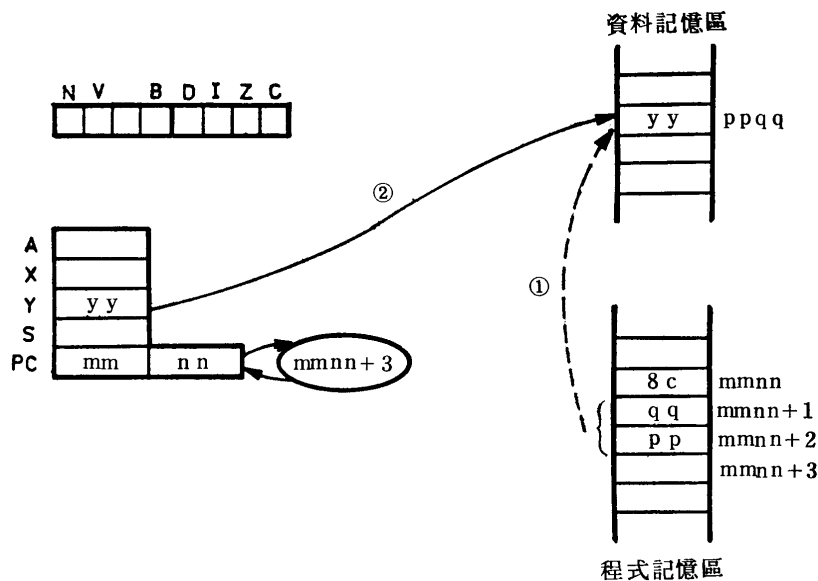 資料記憶區
N V B D I Z C
y y
p p q q
②
A
X
Y y y
S
PC mm n n
mmnn+3
①
8 c mmnn
q q mmnn+1
p p mmnn+2
mmnn+3
程式記憶區